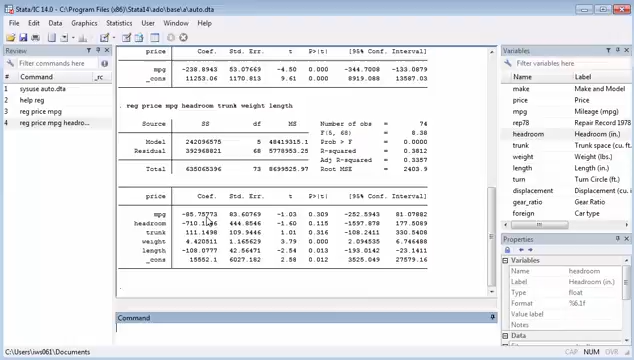 Stata/IC 14.0 - C:\Program Files (x86)\Stata14\ado\base\a\auto.dta
File Edit Data Graphics Statistics User Window Help
Review
Filter commands here
# Command _rc
1 sysuse auto.dta
2 help reg
3 reg price mpg
4 reg price mpg headro...
price Coef. Std. Err. t P>|t| [95% Conf. Interval]
mpg -238.8943 53.07669 -4.50 0.000 -344.7008 -133.0879
_cons 11253.06 1170.813 9.61 0.000 8919.088 13587.03
. reg price mpg headroom trunk weight length
Source SS df MS Number of obs = 74
F(5, 68) = 8.38
Model 242096575 5 48419315.1 Prob > F = 0.0000
Residual 392968821 68 5778953.25 R-squared = 0.3812
Adj R-squared = 0.3357
Total 635065396 73 8699525.97 Root MSE = 2403.9
price Coef. Std. Err. t P>|t| [95% Conf. Interval]
mpg -85.75773 83.60769 -1.03 0.309 -252.5943 81.07882
headroom 444.8546 -1.60 0.115 -1597.878 177.5089
trunk 111.1498 109.9446 1.01 0.316 -108.2411 330.5408
weight 4.420511 1.165629 3.79 0.000 2.094535 6.746488
length -108.0777 42.56471 -2.54 0.013 -193.0142 -23.1411
_cons 15552.1 6027.182 2.58 0.012 3525.049 27579.16
.
Command
Variables
Filter variables here
Name Label
make Make and Model
price Price
mpg Mileage (mpg)
rep78 Repair Record 1978
headroom Headroom (in.)
trunk Trunk space (cu. ft.
weight Weight (lbs.)
length Length (in.)
turn Turn Circle (ft.)
displacement Displacement (cu. in.
gear_ratio Gear Ratio
foreign Car type
Properties
Variables
Name headroom
Label Headroom (in.)
Type float
Format %6.1f
Value label
Notes
Data
C:\Users\iws061\Documents
CAP NUM OVR